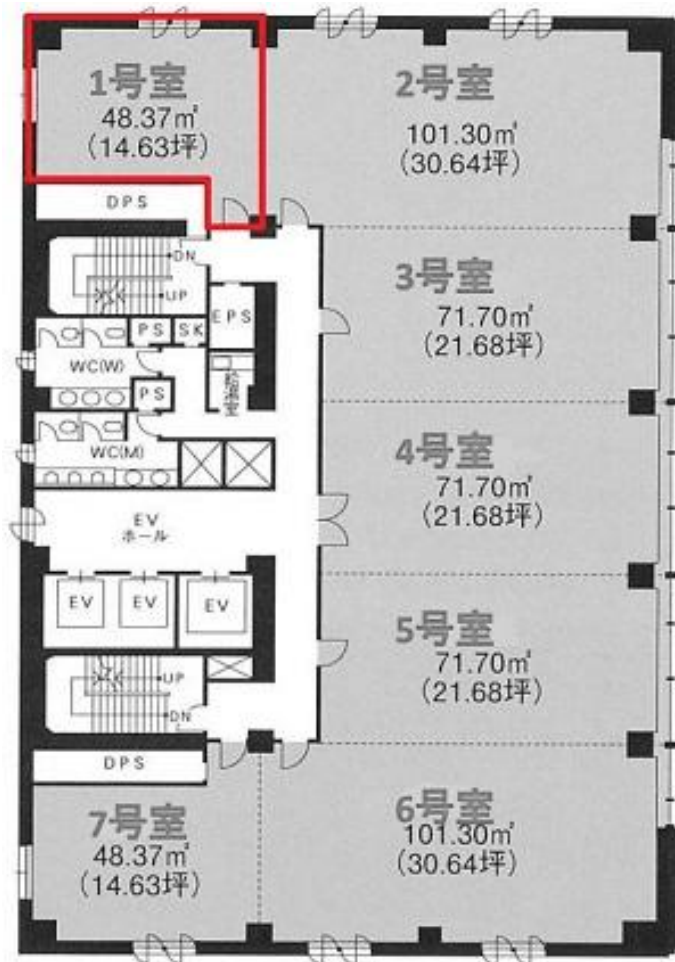 1号室
48.37㎡
(14.63坪)
2号室
101.30㎡
(30.64坪)
DPS
DN
UP
EPS
3号室
71.70㎡
(21.68坪)
PS
SK
WC(W)
PS
給湯室
WC(M)
4号室
71.70㎡
(21.68坪)
EV
ホール
EV
EV
EV
5号室
71.70㎡
(21.68坪)
UP
DN
DPS
7号室
48.37㎡
(14.63坪)
6号室
101.30㎡
(30.64坪)